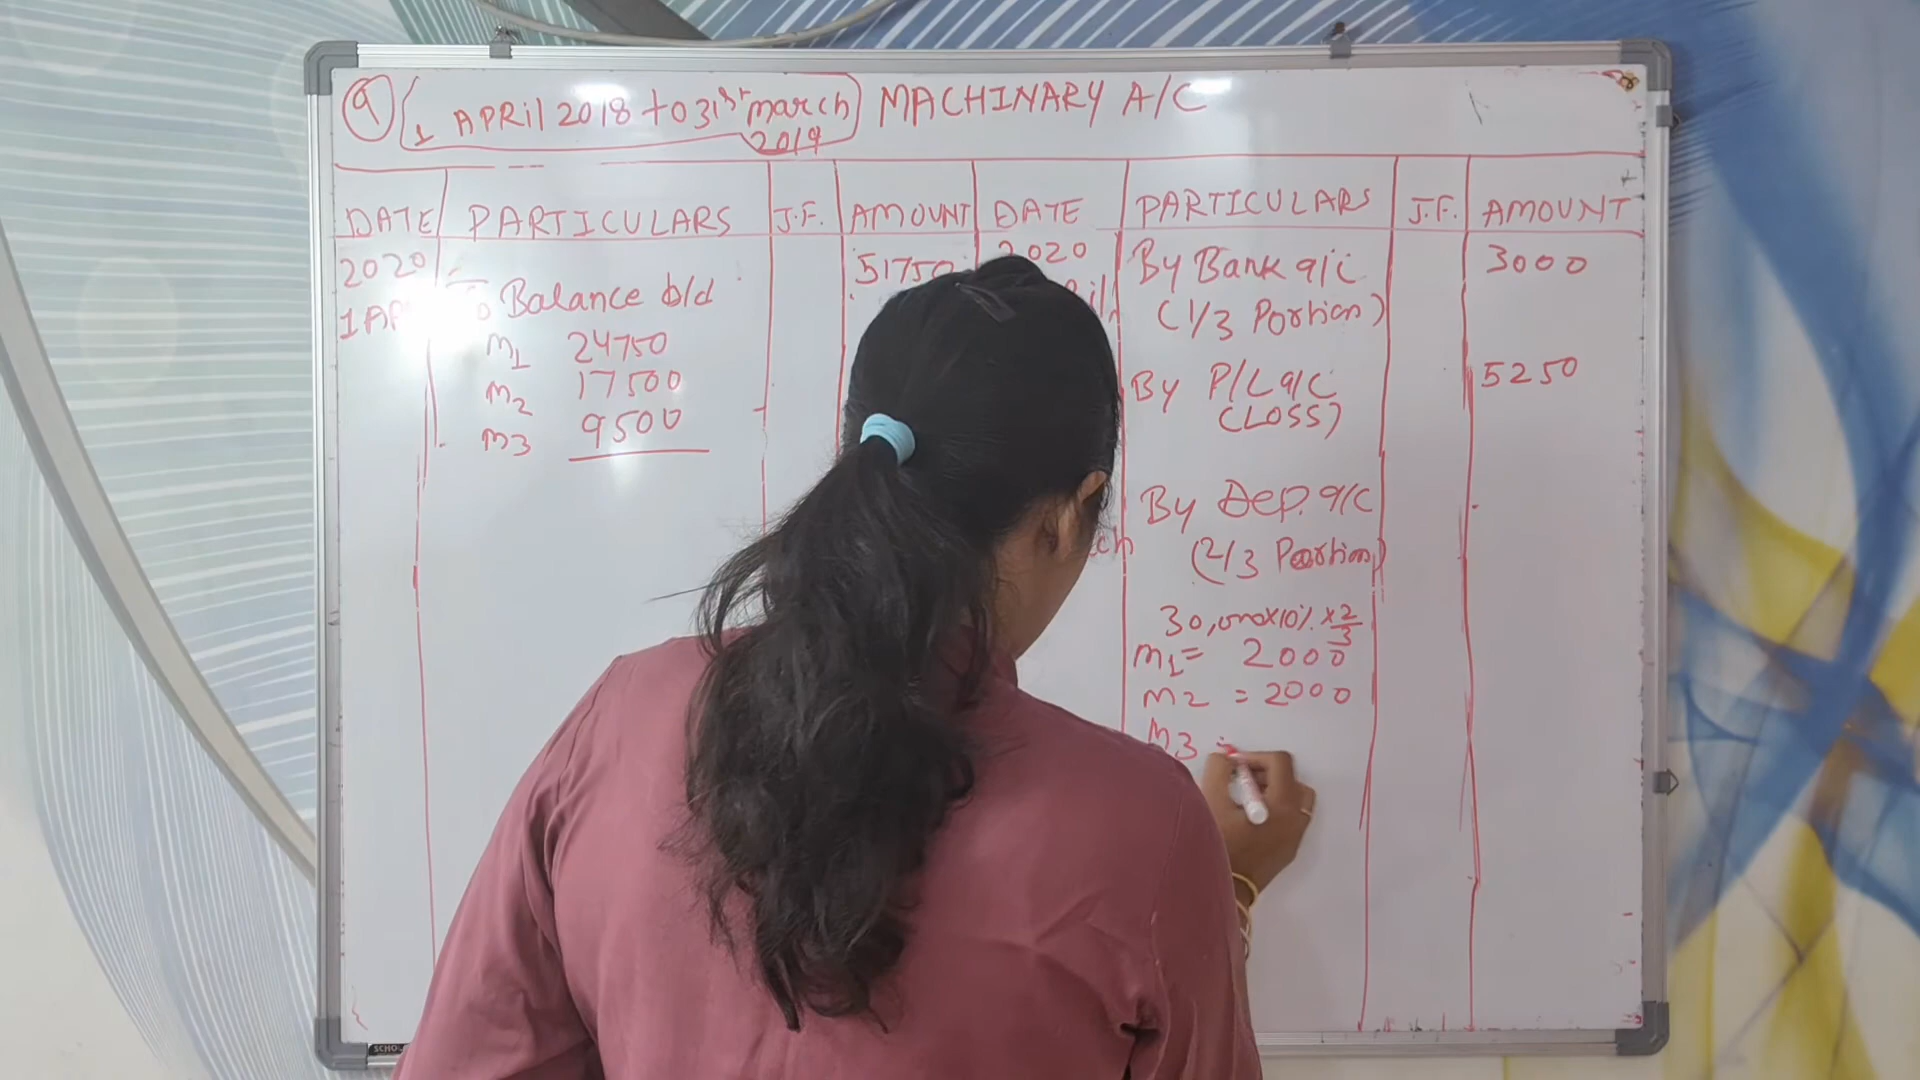 9 1 APRIL 2018 to 31st march 2019 MACHINARY A/C
DATE PARTICULARS J.F. AMOUNT DATE PARTICULARS J.F. AMOUNT
2020 51750 2020 By Bank a/c 3000
1 Balance b/d (1/3 Portion)
m1 24750
m2 17500 By P/L a/c 5250
m3 9500 (LOSS)
By Dep. a/c
(2/3 Portion)
30,000x10%x2/3
m1= 2000
m2 = 2000
m3 =